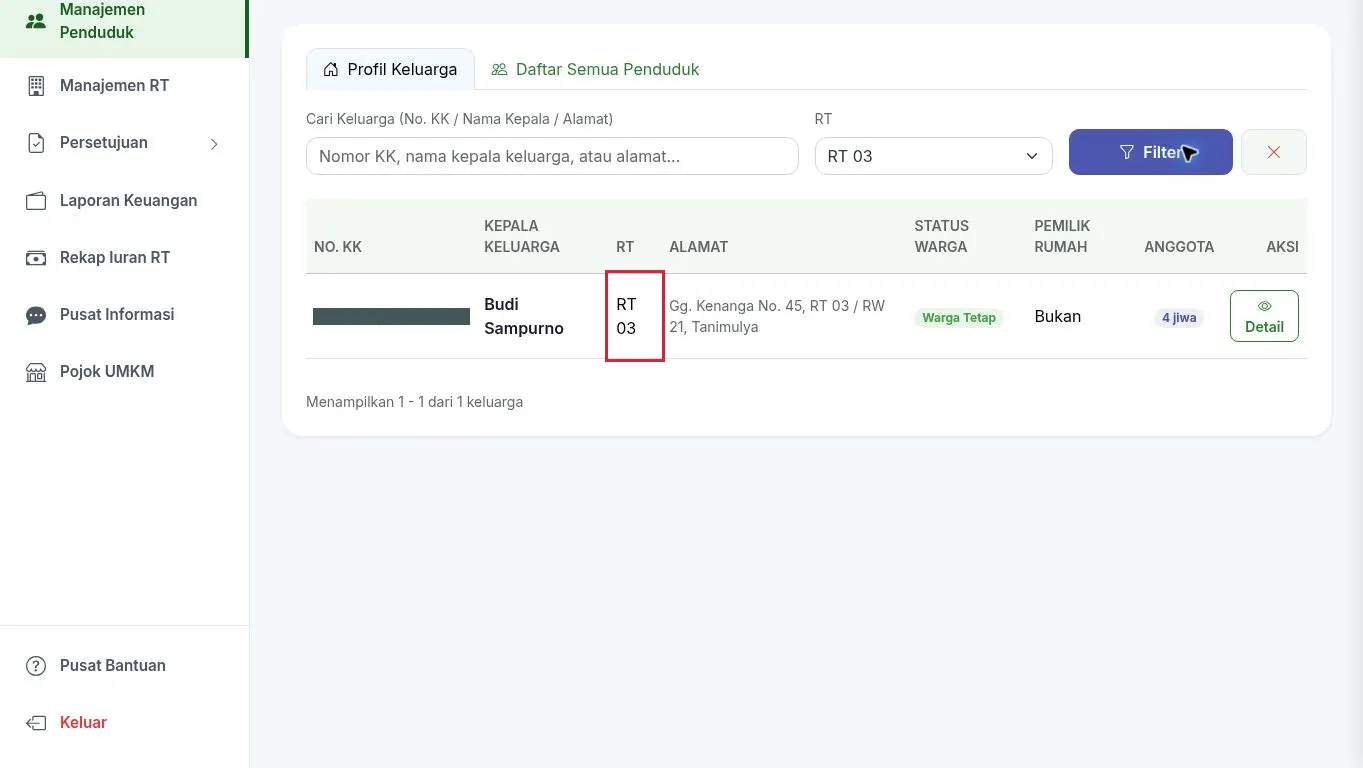 Manajemen
Penduduk
Manajemen RT
Persetujuan
Laporan Keuangan
Rekap Iuran RT
Pusat Informasi
Pojok UMKM
Pusat Bantuan
Keluar
Profil Keluarga
Daftar Semua Penduduk
Cari Keluarga (No. KK / Nama Kepala / Alamat)
RT
Nomor KK, nama kepala keluarga, atau alamat...
RT 03
Filter
NO. KK
KEPALA
KELUARGA
RT
ALAMAT
STATUS
WARGA
PEMILIK
RUMAH
ANGGOTA
AKSI
Budi
Sampurno
RT
03
Gg. Kenanga No. 45, RT 03 / RW
21, Tanimulya
Warga Tetap
Bukan
4 jiwa
Detail
Menampilkan 1 - 1 dari 1 keluarga